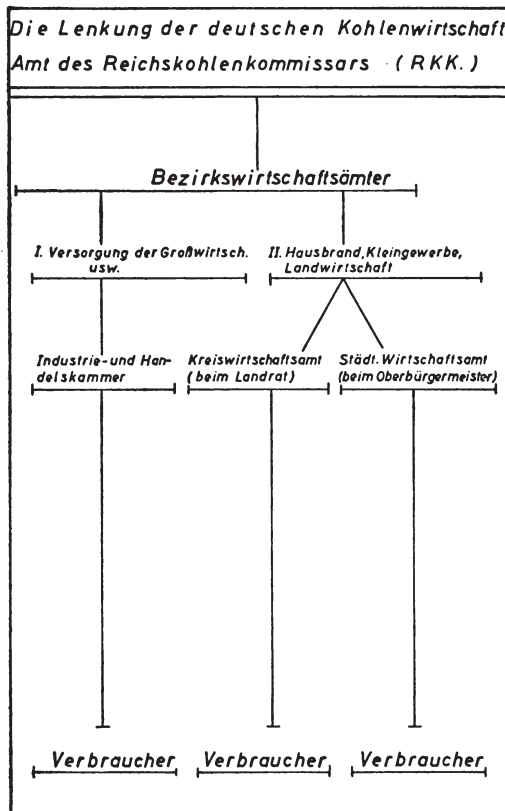 Die Lenkung der deutschen Kohlenwirtschaft
Amt des Reichskohlenkommissars (RKK.)
Bezirkswirtschaftsämter
I. Versorgung der Großwirtsch.
usw.
II. Hausbrand, Kleingewerbe,
Landwirtschaft
Industrie- und Han-
delskammer
Kreiswirtschaftsamt
(beim Landrat)
Städt. Wirtschaftsamt
(beim Oberbürgermeister)
Verbraucher
Verbraucher
Verbraucher